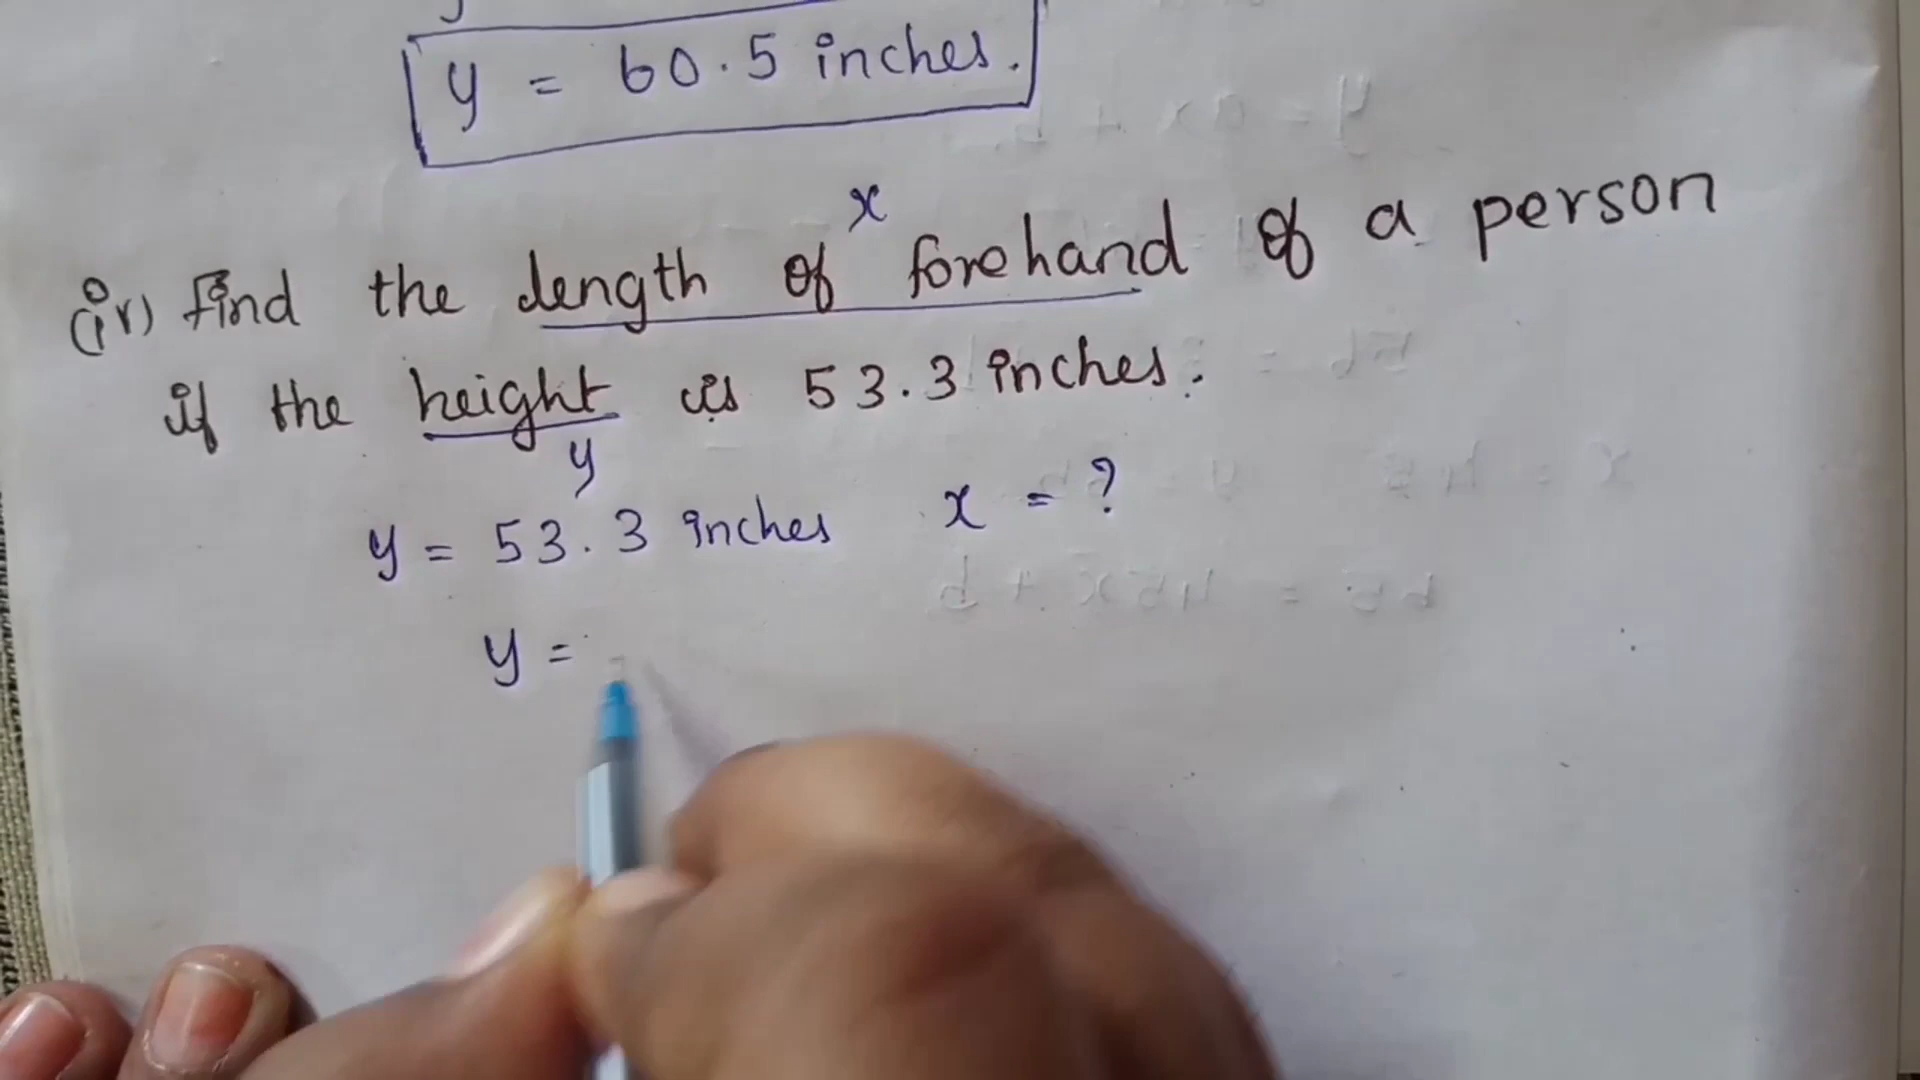 y = 60.5 inches.
x
(iv) Find the length of forehand of a person
if the height is 53.3 inches.
y
y = 53.3 inches x = ?
y =